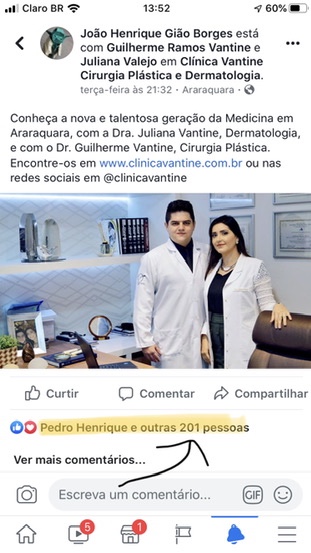 Claro BR 13:52 60%
João Henrique Gião Borges está
com Guilherme Ramos Vantine e
Juliana Valejo em Clínica Vantine
Cirurgia Plástica e Dermatologia.
terça-feira às 21:32 · Araraquara ·
Conheça a nova e talentosa geração da Medicina em
Araraquara, com a Dra. Juliana Vantine, Dermatologia,
e com o Dr. Guilherme Vantine, Cirurgia Plástica.
Encontre-os em www.clinicavantine.com.br ou nas
redes sociais em @clinicavantine
Curtir Comentar Compartilhar
Pedro Henrique e outras 201 pessoas
Ver mais comentários...
Escreva um comentário... GIF
5 1